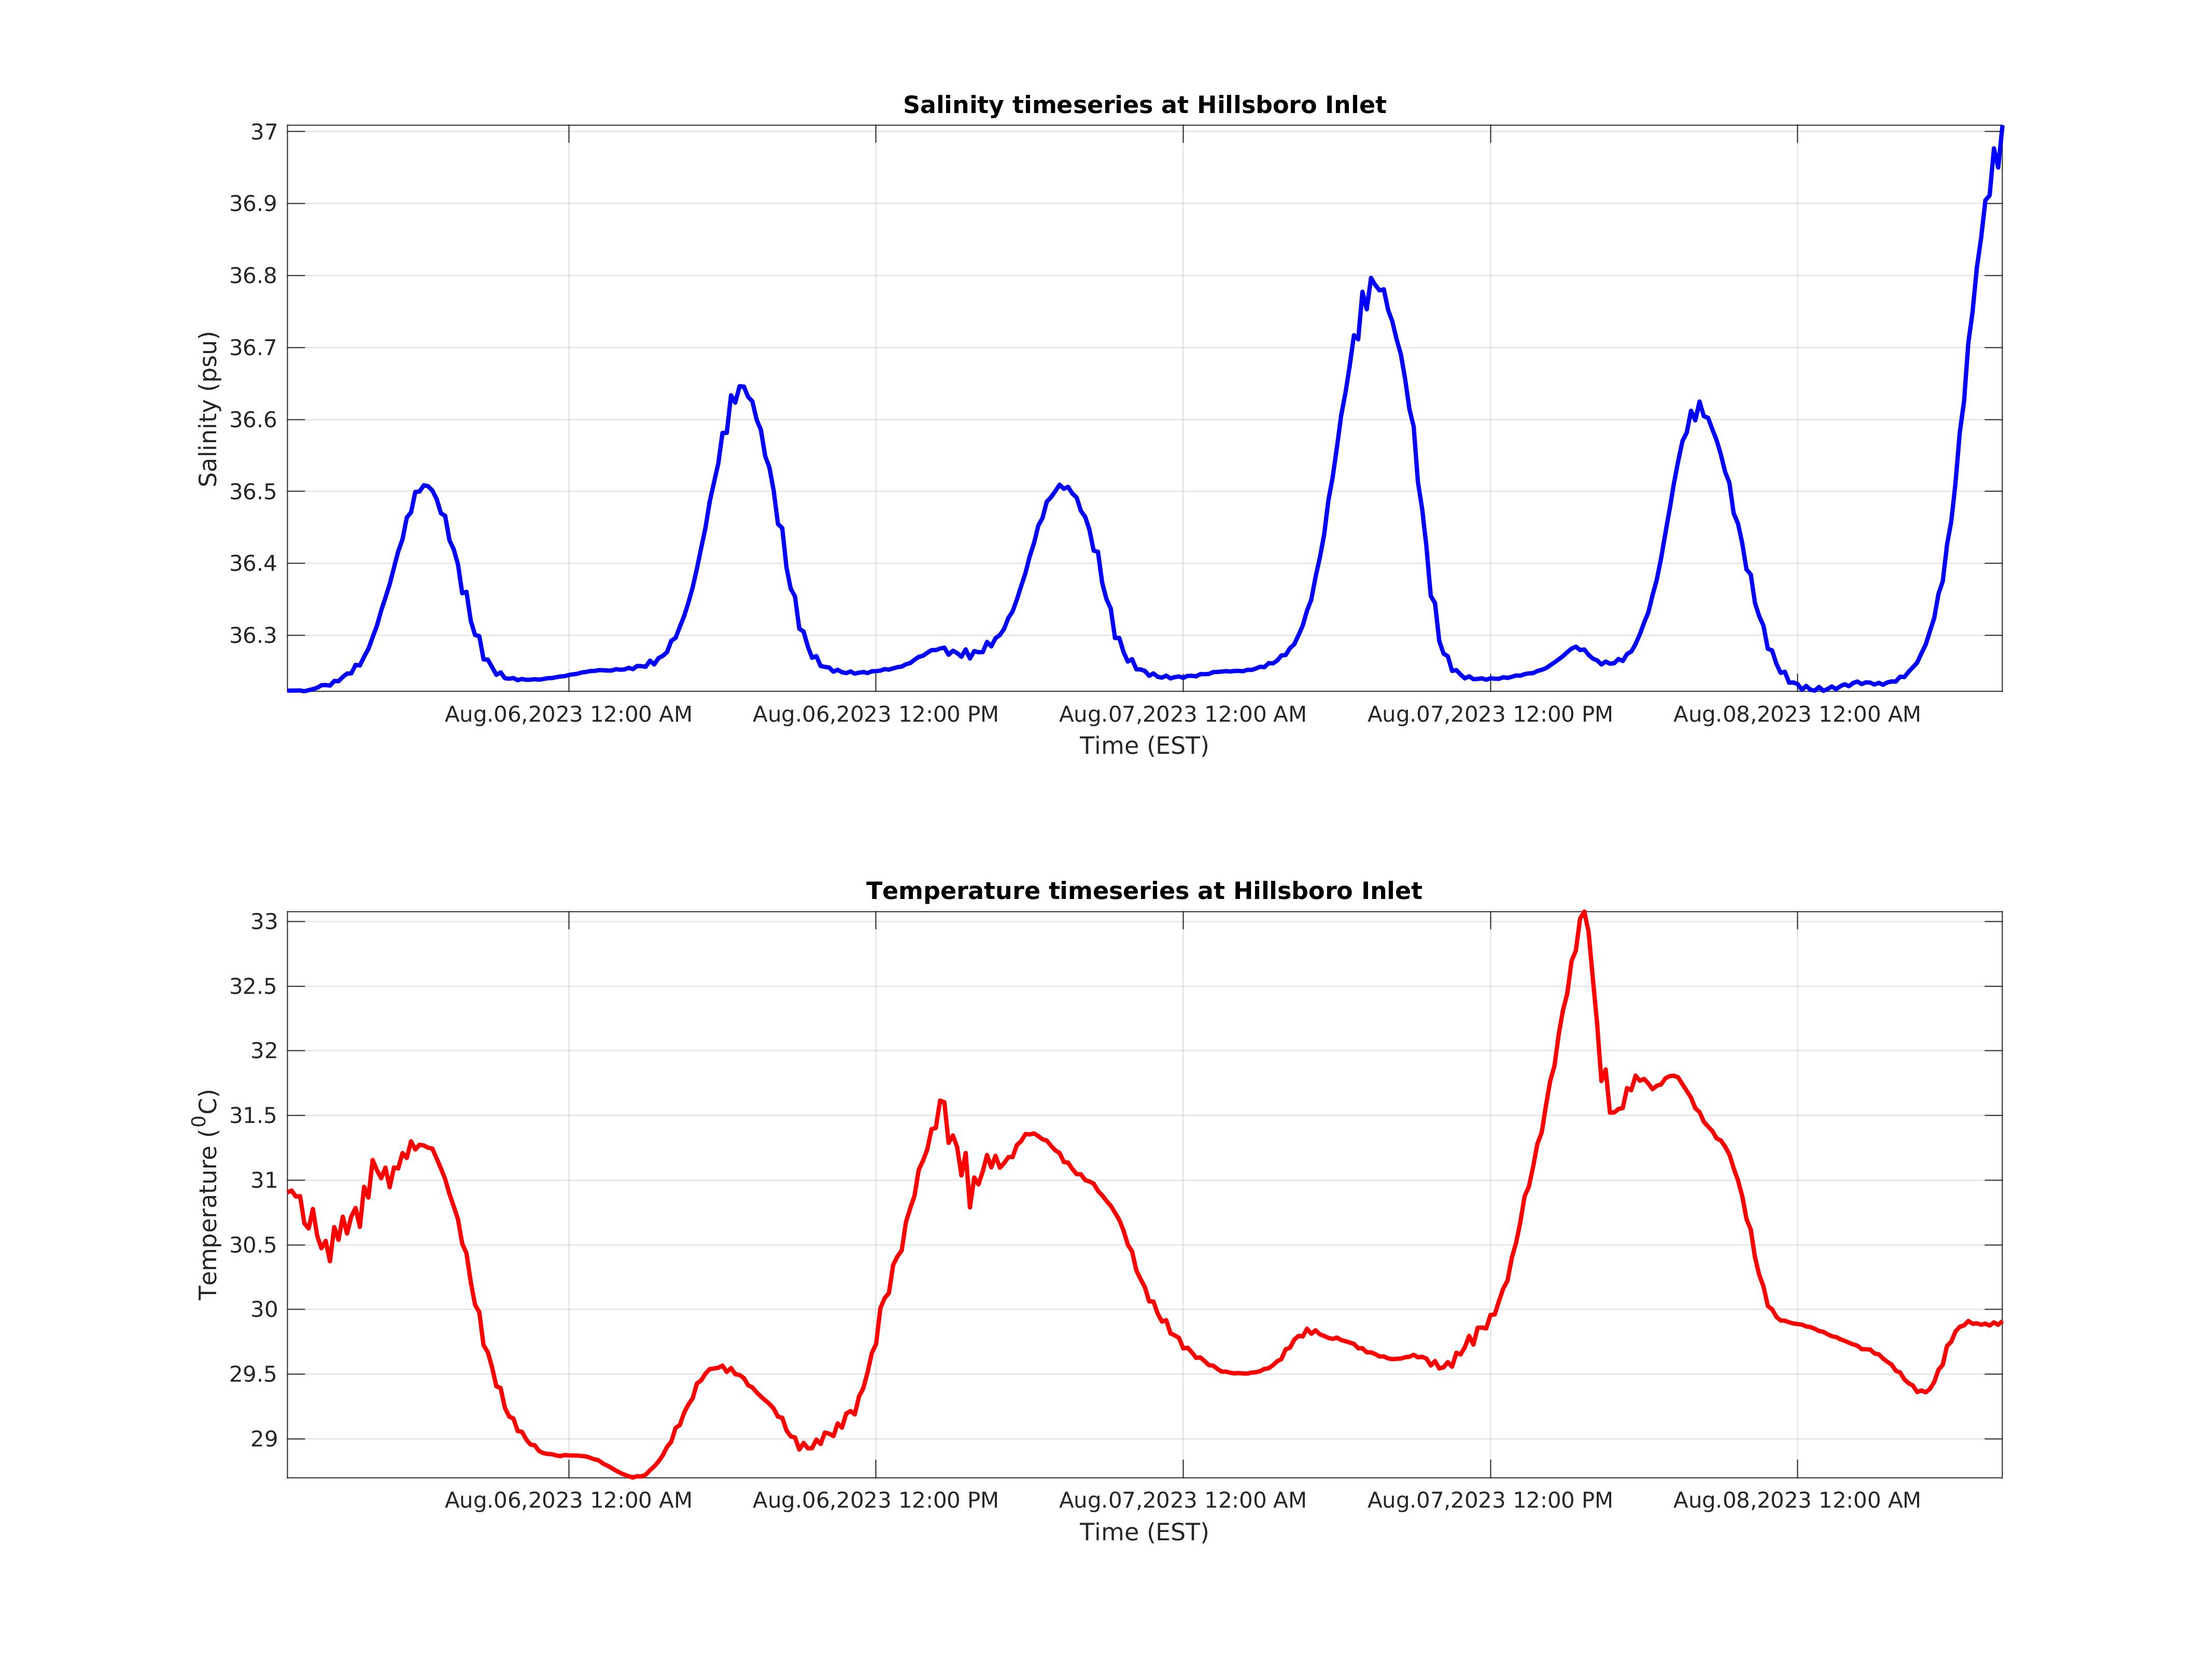 Salinity timeseries at Hillsboro Inlet
37
36.9
36.8
36.7
36.6
36.5
36.4
36.3
Salinity (psu)
Aug.06,2023 12:00 AM
Aug.06,2023 12:00 PM
Aug.07,2023 12:00 AM
Aug.07,2023 12:00 PM
Aug.08,2023 12:00 AM
Time (EST)
Temperature timeseries at Hillsboro Inlet
33
32.5
32
31.5
31
30.5
30
29.5
29
Temperature (⁰C)
Aug.06,2023 12:00 AM
Aug.06,2023 12:00 PM
Aug.07,2023 12:00 AM
Aug.07,2023 12:00 PM
Aug.08,2023 12:00 AM
Time (EST)